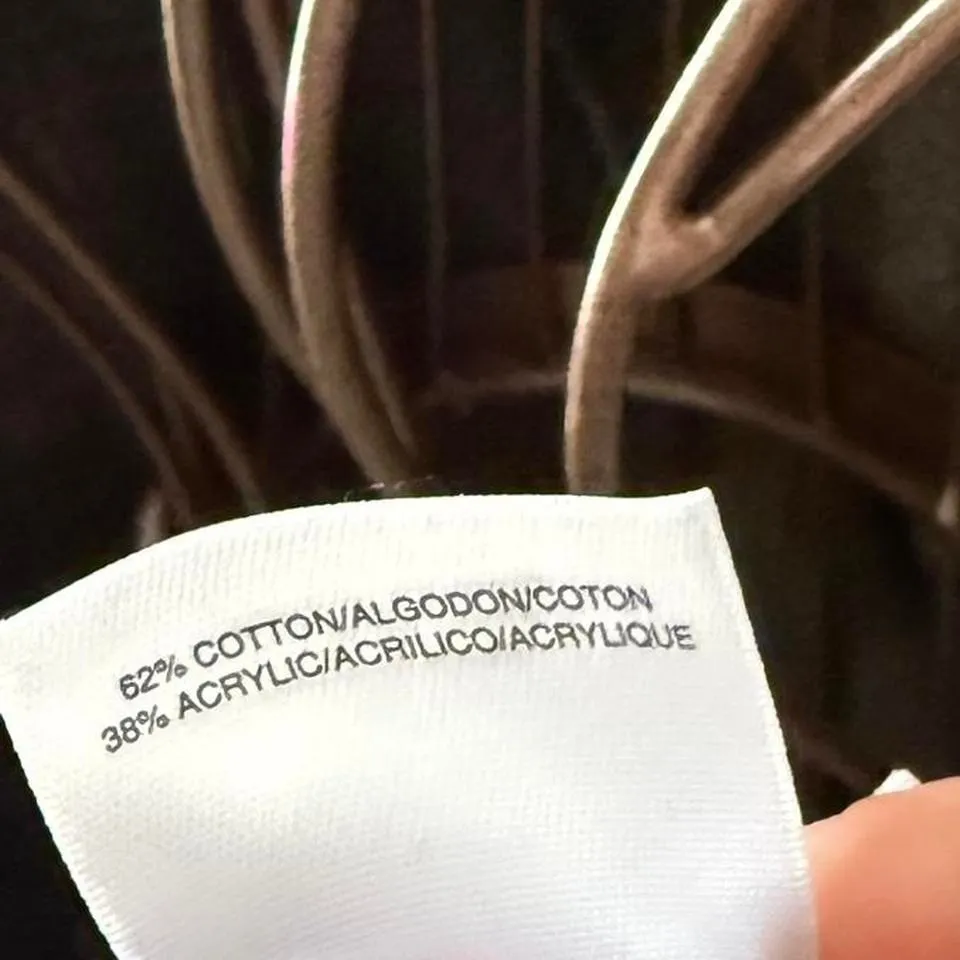 62% COTTON/ALGODON/COTON
38% ACRYLIC/ACRILICO/ACRYLIQUE